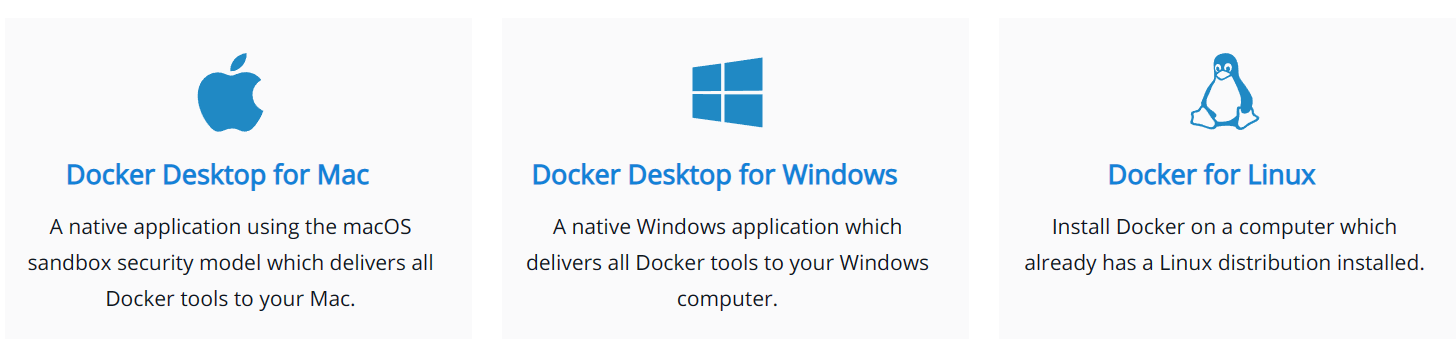 Docker Desktop for Mac
A native application using the macOS
sandbox security model which delivers all
Docker tools to your Mac.
Docker Desktop for Windows
A native Windows application which
delivers all Docker tools to your Windows
computer.
Docker for Linux
Install Docker on a computer which
already has a Linux distribution installed.